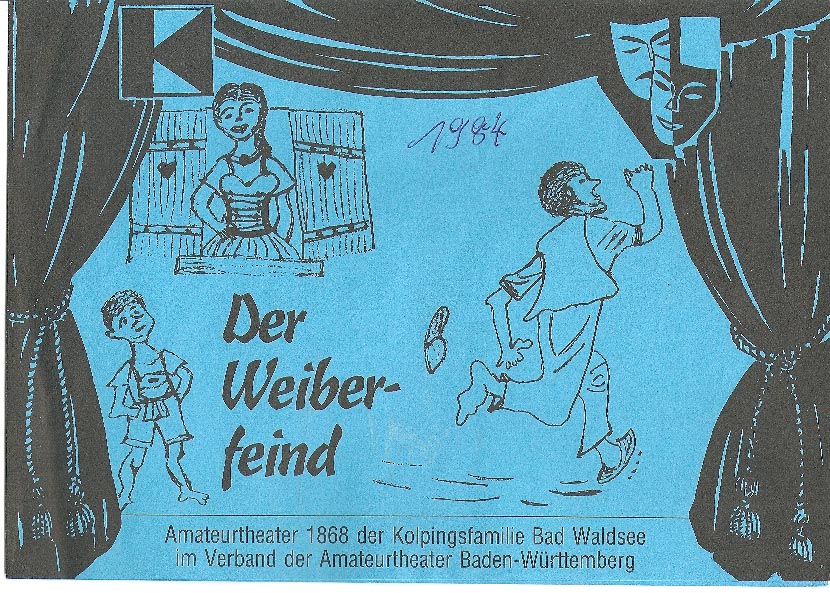 1984
Der
Weiber-
feind
Amateurtheater 1868 der Kolpingsfamilie Bad Waldsee
im Verband der Amateurtheater Baden-Württemberg